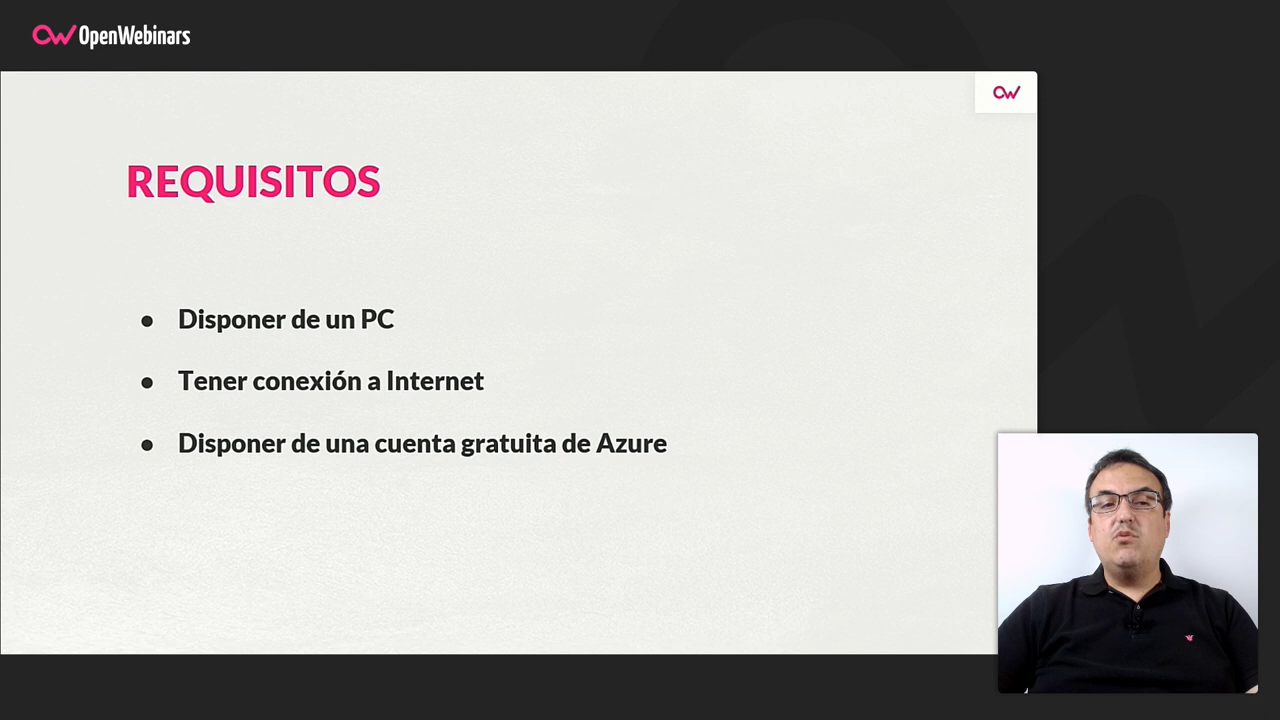 OpenWebinars
REQUISITOS
● Disponer de un PC
● Tener conexión a Internet
● Disponer de una cuenta gratuita de Azure